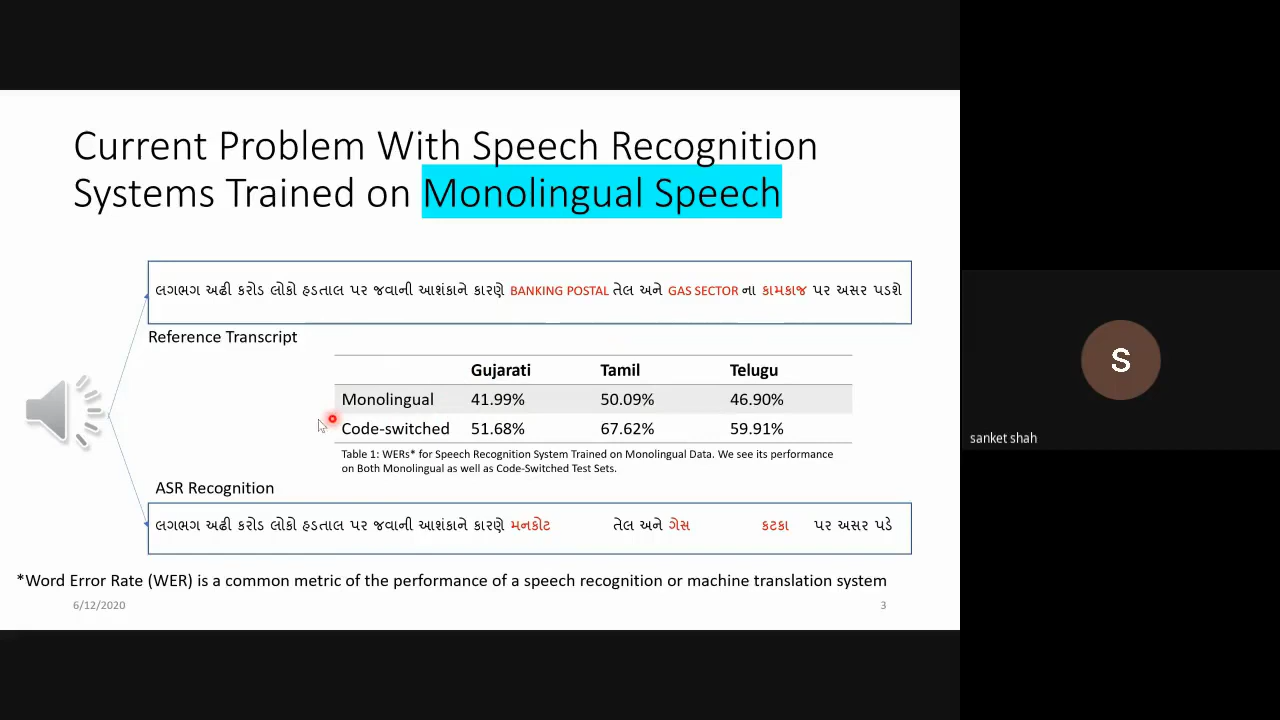 Current Problem With Speech Recognition
Systems Trained on Monolingual Speech
લગભગ અઢી કરોડ લોકો હડતાલ પર જવાની આશંકાને કારણે BANKING POSTAL તેલ અને GAS SECTOR ના કામકાજ પર અસર પડશે
Reference Transcript
Gujarati Tamil Telugu
Monolingual 41.99% 50.09% 46.90%
Code-switched 51.68% 67.62% 59.91%
Table 1: WERs* for Speech Recognition System Trained on Monolingual Data. We see its performance
on Both Monolingual as well as Code-Switched Test Sets.
ASR Recognition
લગભગ અઢી કરોડ લોકો હડતાલ પર જવાની આશંકાને કારણે મનકોટ તેલ અને ગેસ કટકા પર અસર પડે
*Word Error Rate (WER) is a common metric of the performance of a speech recognition or machine translation system
6/12/2020 3
S
sanket shah